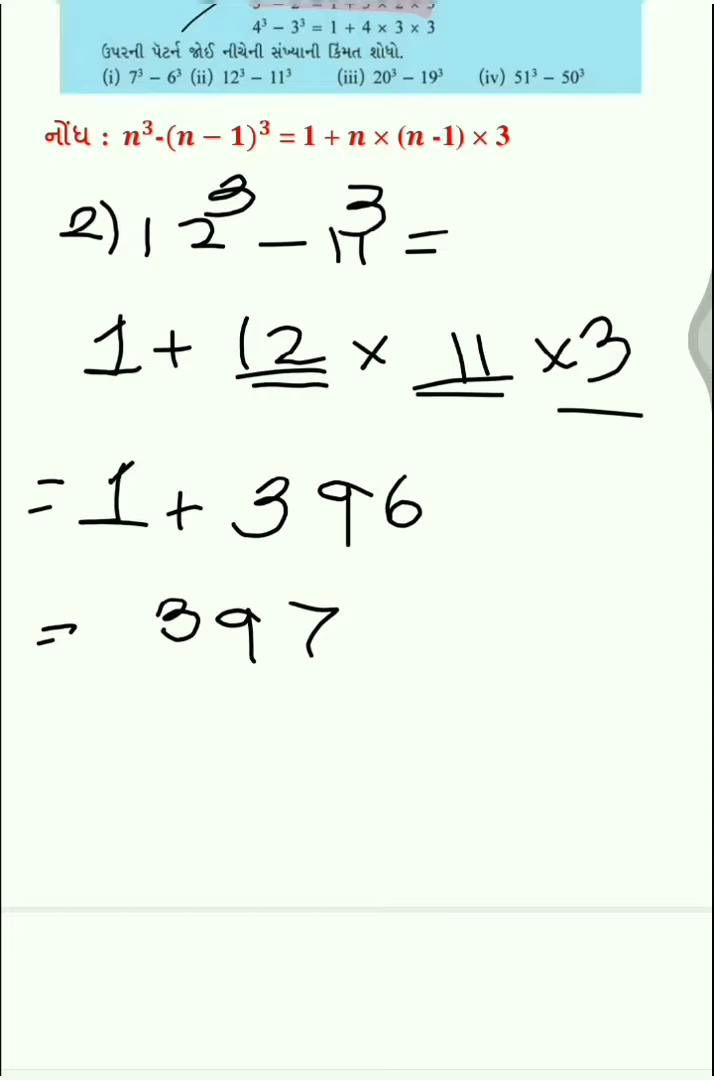 4³ – 3³ = 1 + 4 × 3 × 3
ઉપરની પૅટર્ન જોઈ નીચેની સંખ્યાની કિંમત શોધો.
(i) 7³ – 6³ (ii) 12³ – 11³ (iii) 20³ – 19³ (iv) 51³ – 50³
નોંધ : n³-(n – 1)³ = 1 + n × (n -1) × 3
2) 12³ – 11³ =
1 + 12 × 11 × 3
= 1 + 396
= 397